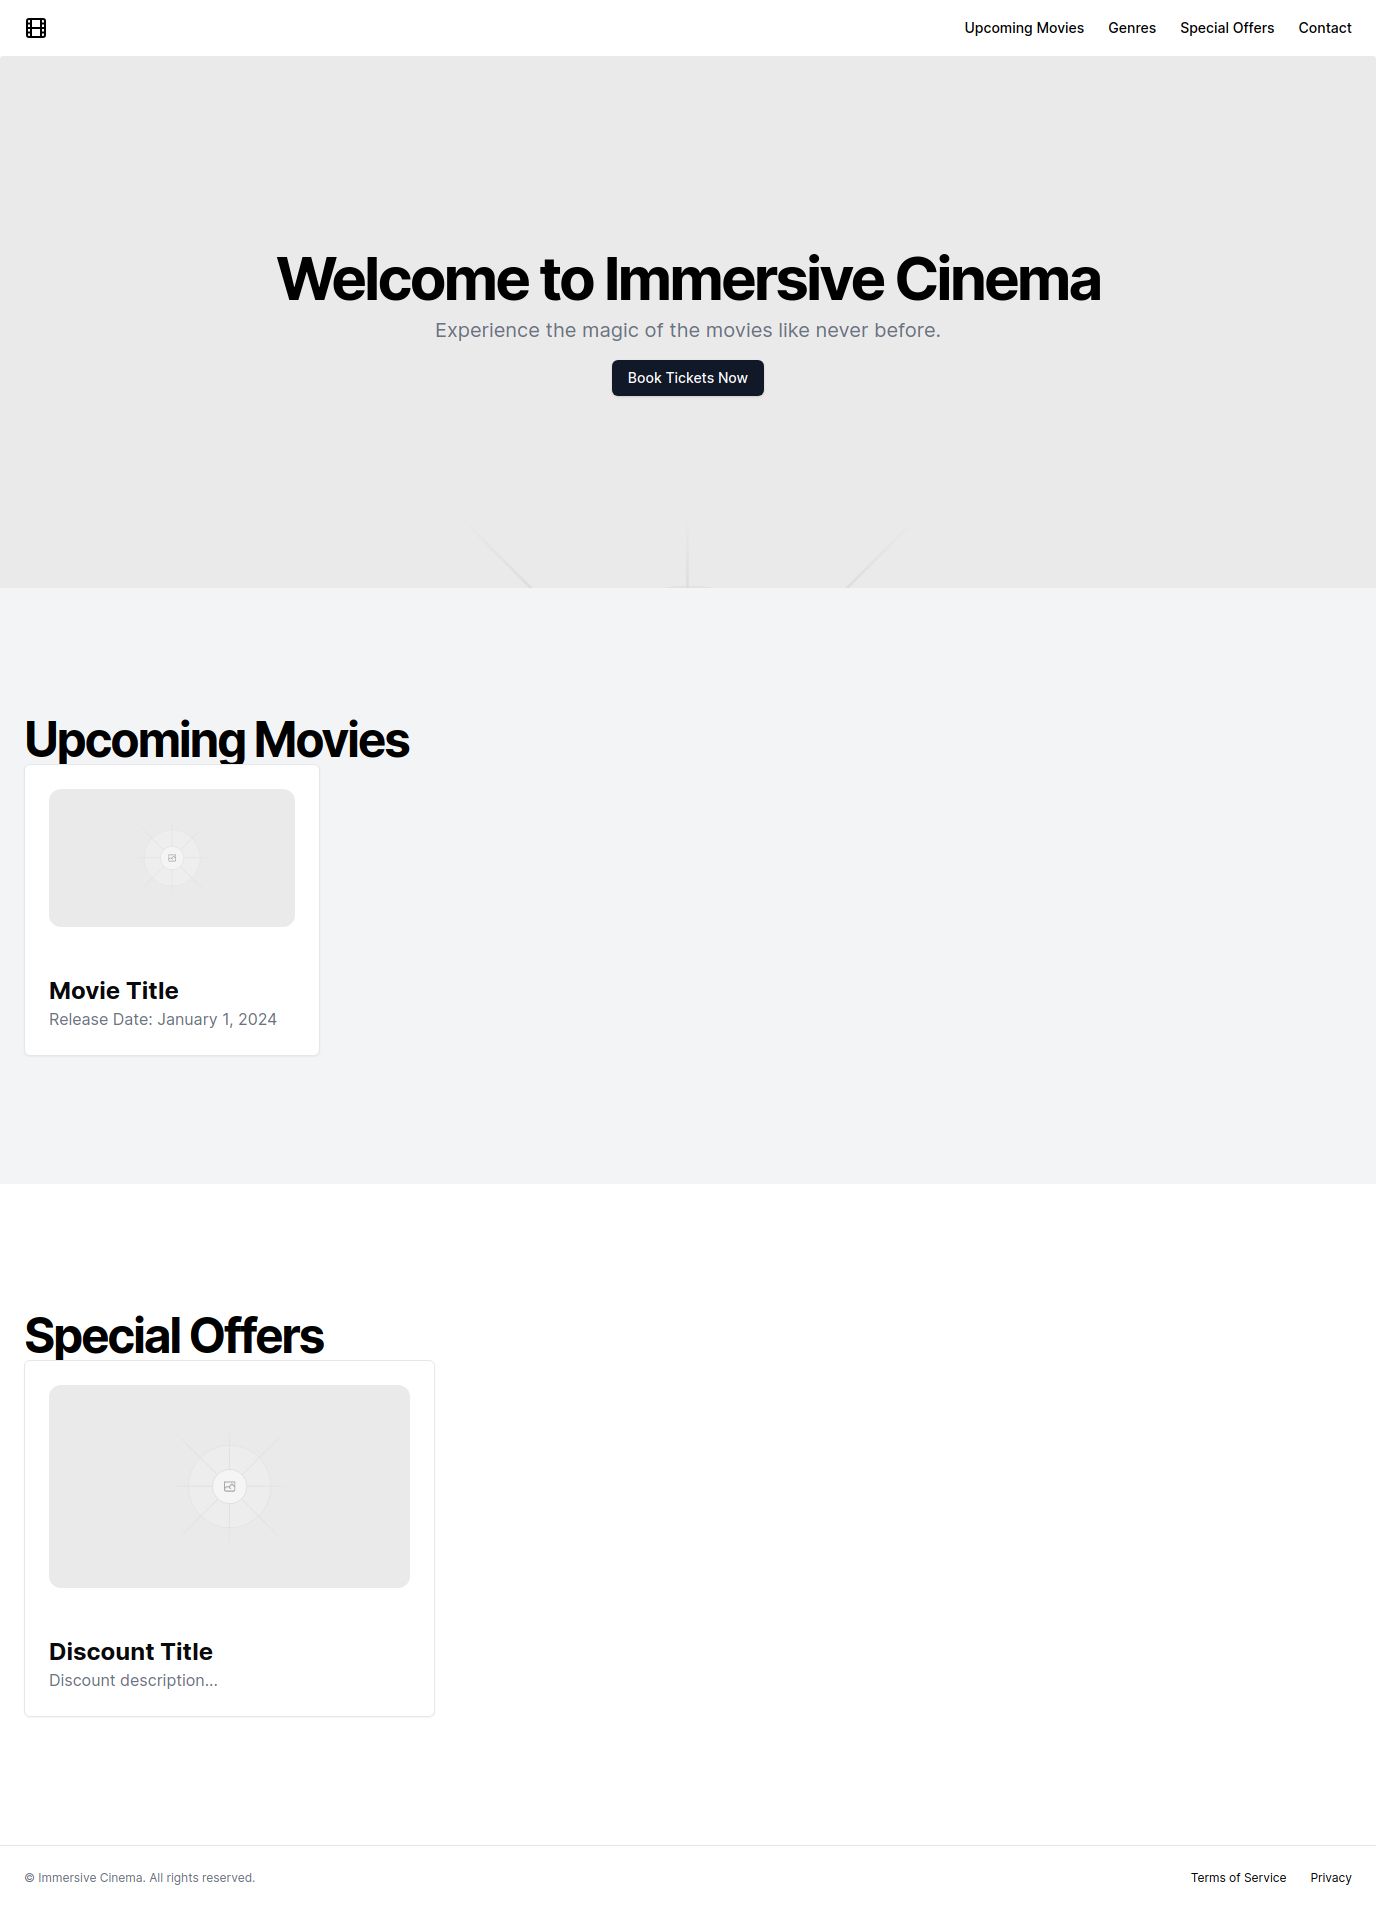 Upcoming Movies Genres Special Offers Contact
Welcome to Immersive Cinema
Experience the magic of the movies like never before.
Book Tickets Now
Upcoming Movies
Movie Title
Release Date: January 1, 2024
Special Offers
Discount Title
Discount description...
© Immersive Cinema. All rights reserved.
Terms of Service Privacy